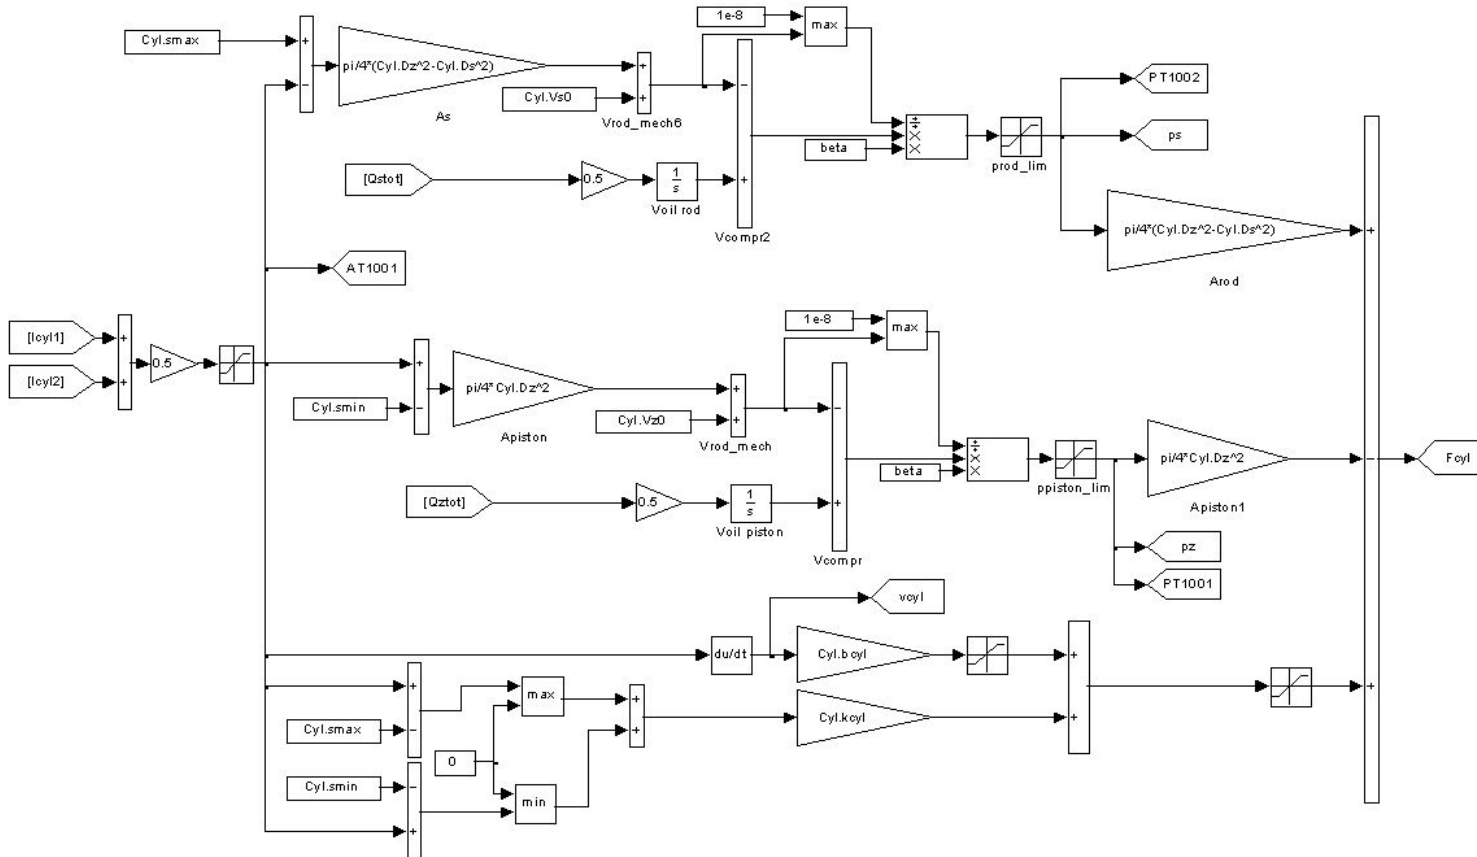 1e-8
max
Cyl.smax
+
pi/4*(Cyl.Dz^2-Cyl.Ds^2)
+
−
−
Cyl.Vs0
+
As
Vrod_mech6
PT1002
÷
×
×
beta
ps
prod_lim
[Qstot]
0.5
1
s
+
Voil rod
Vcompr2
pi/4*(Cyl.Dz^2-Cyl.Ds^2)
+
AT1001
Arod
1e-8
max
[lcyl1]
+
0.5
[lcyl2]
+
+
pi/4*Cyl.Dz^2
+
Cyl.smin
−
−
Cyl.Vz0
+
Apiston
Vrod_mech
÷
×
×
beta
pi/4*Cyl.Dz^2
−
Fcyl
ppiston_lim
[Qztot]
0.5
1
s
+
Apiston1
Voil piston
pz
Vcompr
PT1001
vcyl
du/dt
Cyl.bcyl
+
+
max
+
+
Cyl.smax
−
+
Cyl.kcyl
+
0
Cyl.smin
−
min
+